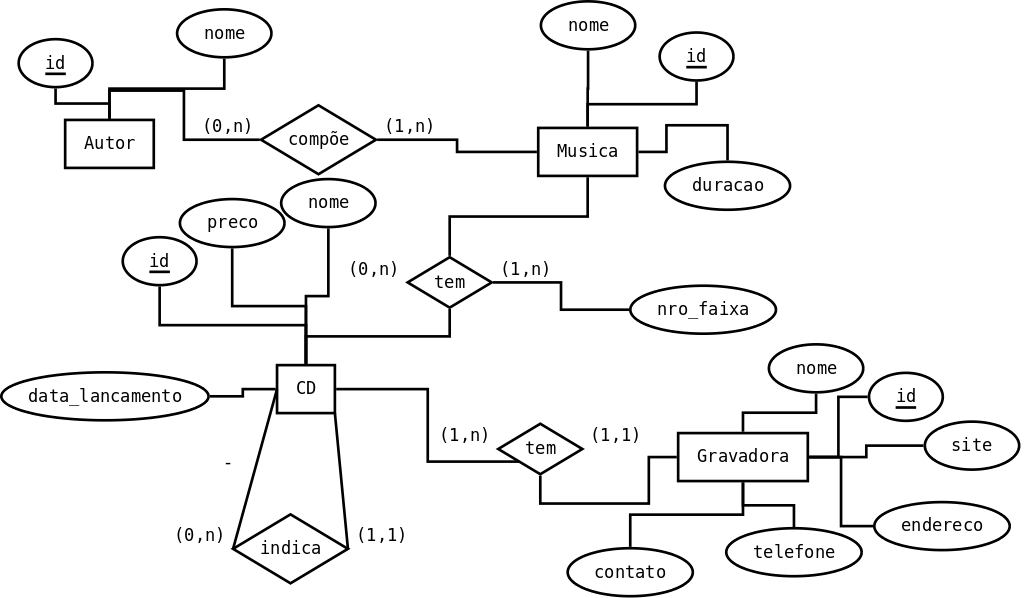 nome
nome
id
id
Autor
(0,n)
compõe
(1,n)
Musica
duracao
nome
preco
id
(0,n)
tem
(1,n)
nro_faixa
data_lancamento
CD
nome
id
(1,n)
tem
(1,1)
Gravadora
site
-
(0,n)
indica
(1,1)
endereco
telefone
contato